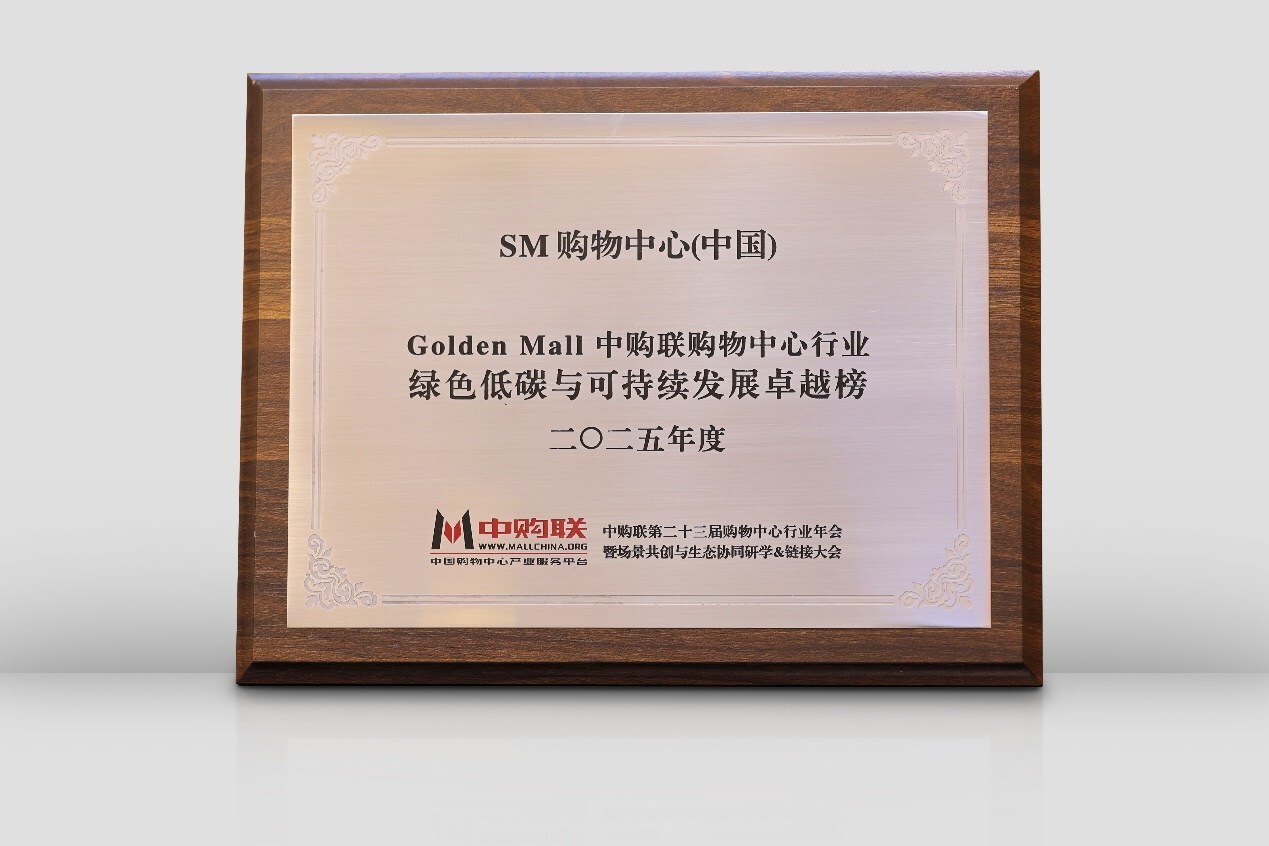 SM 购物中心(中国)
Golden Mall 中购联购物中心行业
绿色低碳与可持续发展卓越榜
二〇二五年度
中购联
WWW.MALLCHINA.ORG
中国购物中心产业服务平台
中购联第二十三届购物中心行业年会
暨场景共创与生态协同研学&链接大会